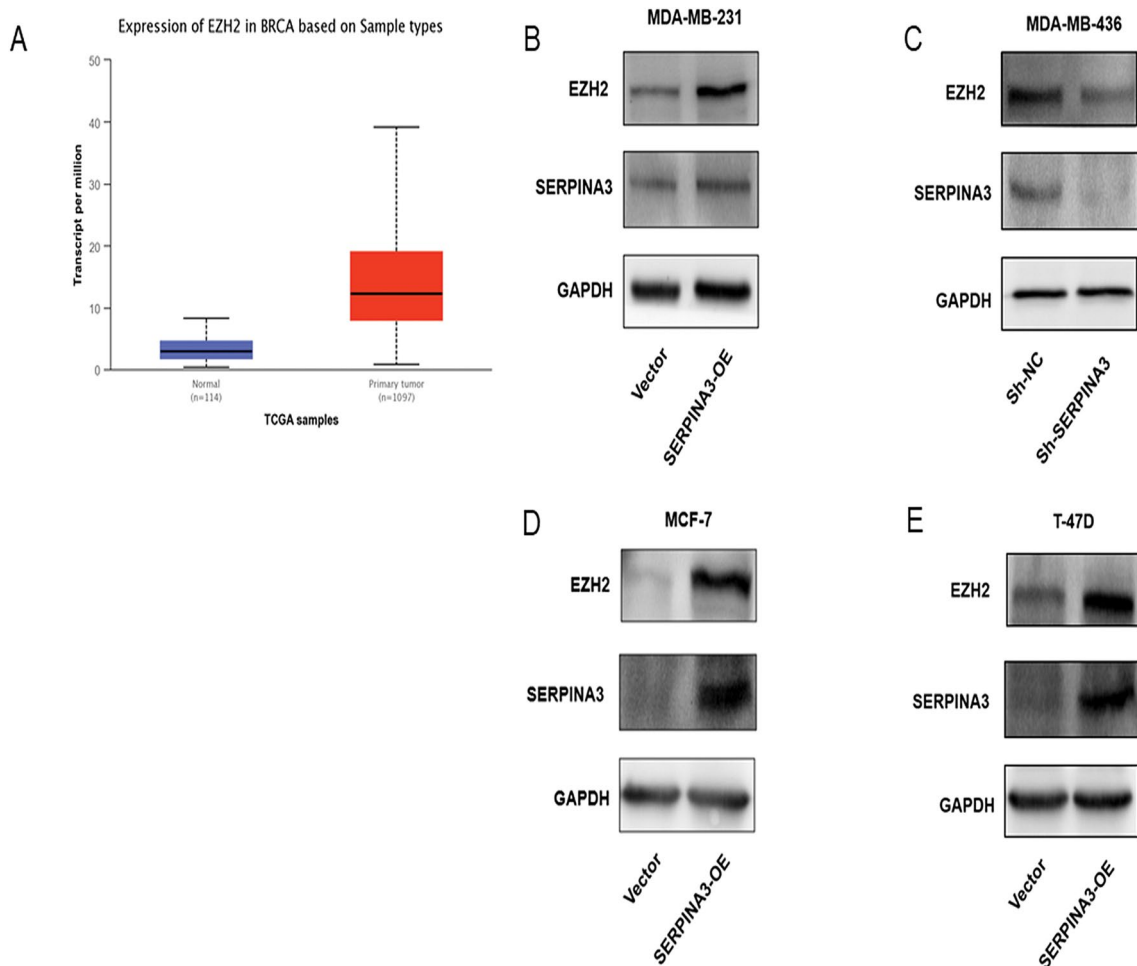 A
Expression of EZH2 in BRCA based on Sample types
Transcript per million
50
40
30
20
10
0
Normal
(n=114)
Primary tumor
(n=1097)
TCGA samples
B
MDA-MB-231
EZH2
SERPINA3
GAPDH
Vector
SERPINA3-OE
C
MDA-MB-436
EZH2
SERPINA3
GAPDH
Sh-NC
Sh-SERPINA3
D
MCF-7
EZH2
SERPINA3
GAPDH
Vector
SERPINA3-OE
E
T-47D
EZH2
SERPINA3
GAPDH
Vector
SERPINA3-OE